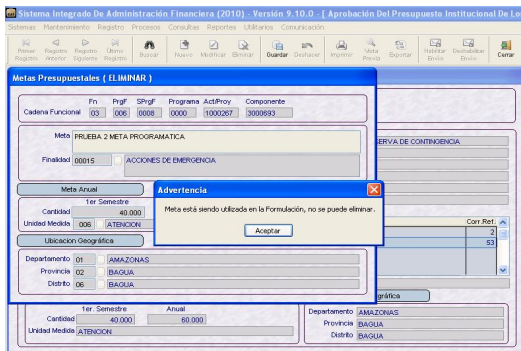 Sistema Integrado De Administración Financiera (2010) - Versión 9.10.0 - [ Aprobación Del Presupuesto Institucional De Lo
Sistemas Mantenimiento Registro Procesos Consultas Reportes Utilitarios Comunicación
Primer Registro Registro Anterior Registro Siguiente Último Registro Buscar Nuevo Modificar Eliminar Guardar Deshacer Imprimir Vista Previa Exportar Habilitar Envío Deshabilitar Envío Cerrar
Metas Presupuestales ( ELIMINAR )
Fn PrgF SPrgF Programa Act/Proy Componente
Cadena Funcional 03 006 0008 0000 1000267 3000693
Meta PRUEBA 2 META PROGRAMATICA
Finalidad 00015 ACCIONES DE EMERGENCIA
ERVA DE CONTINGENCIA
Meta Anual
1er Semestre
Cantidad 40.000
Unidad Medida 006 ATENCION
Advertencia
Meta está siendo utilizada en la Formulación, no se puede eliminar.
Aceptar
Corr.Ref.
2
53
Ubicacion Geográfica
Departamento 01 AMAZONAS
Provincia 02 BAGUA
Distrito 06 BAGUA
gráfica
1er. Semestre Anual
Cantidad 40.000 60.000
Unidad Medida ATENCION
Departamento AMAZONAS
Provincia BAGUA
Distrito BAGUA